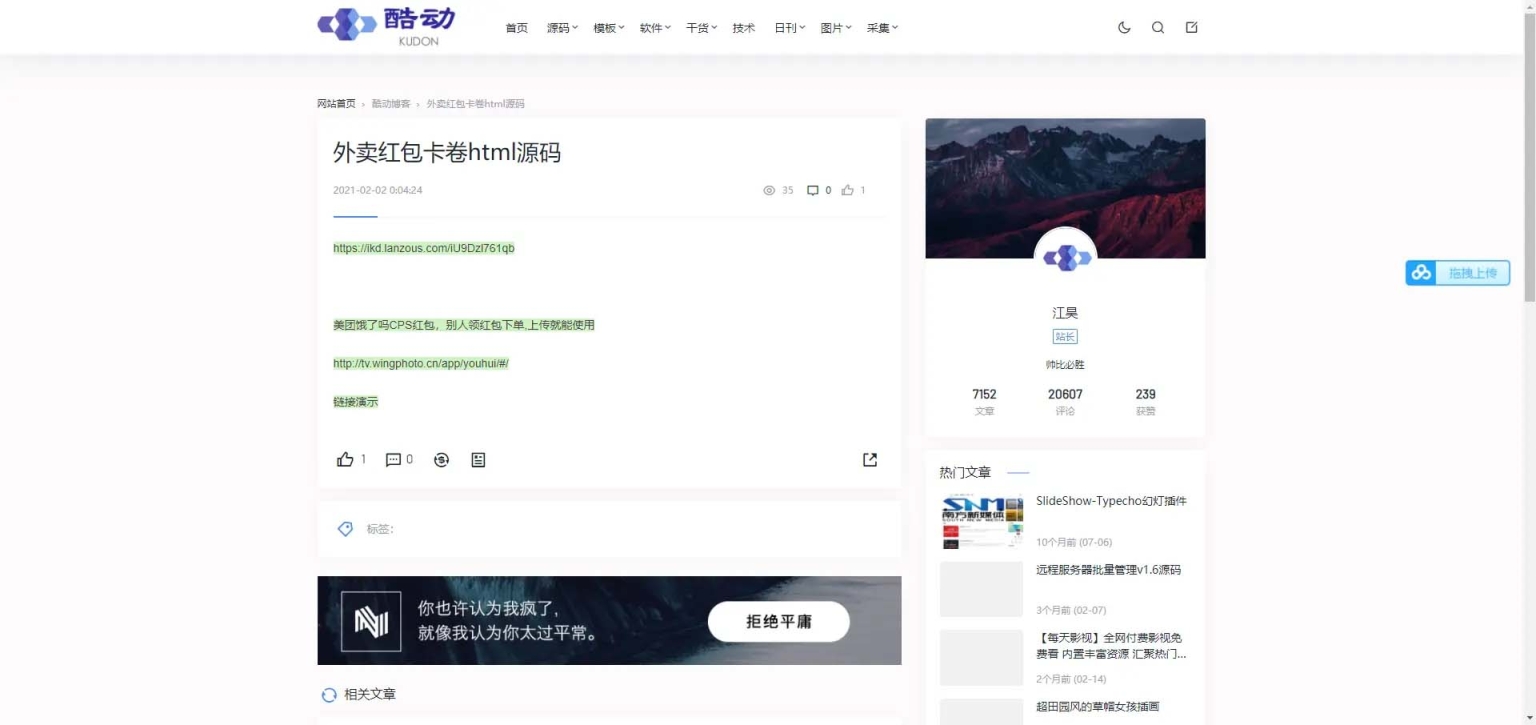 酷动
KUDON
首页 源码 模板 软件 干货 技术 日刊 图片 采集
网站首页 › 酷动博客 › 外卖红包卡卷html源码
外卖红包卡卷html源码
2021-02-02 0:04:24
35 0 1
https://ikd.lanzous.com/iU9Dzl761qb
美团饿了吗CPS红包，别人领红包下单,上传就能使用
http://tv.wingphoto.cn/app/youhui/#/
链接演示
1 0
标签：
你也许认为我疯了，
就像我认为你太过平常。
拒绝平庸
相关文章
江昊
站长
帅比必胜
7152 20607 239
文章 评论 获赞
热门文章
SNM
南方新媒体
SOUTH NEW MEDIA
SlideShow-Typecho幻灯插件
10个月前 (07-06)
远程服务器批量管理v1.6源码
3个月前 (02-07)
【每天影视】全网付费影视免
费看 内置丰富资源 汇聚热门...
2个月前 (02-14)
超田园风的草帽女孩插画
拖拽上传